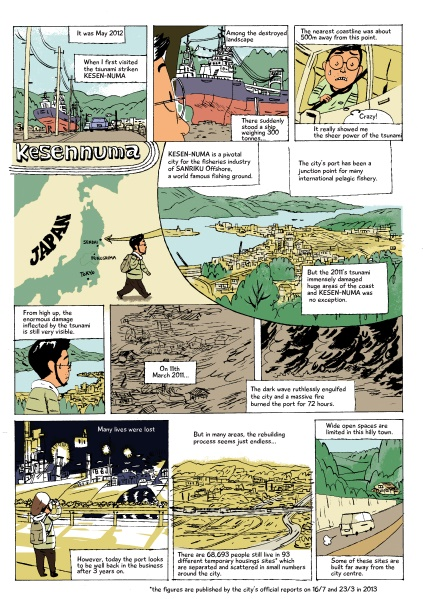 It was May 2012
When I first visited
the tsunami striken
KESEN-NUMA
Among the destroyed
landscape
There suddenly
stood a ship
weighing 300
tonnes...
The nearest coastline was about
500m away from this point.
Crazy!
It really showed me
the sheer power of the tsunami
Kesennuma
KESEN-NUMA is a pivotal
city for the fisheries industry
of SANRIKU Offshore,
a world famous fishing ground.
The city's port has been a
junction point for many
international pelagic fishery.
JAPAN
SENDAI
FUKUSHIMA
TOKYO
But the 2011's tsunami
immensely damaged
huge areas of the coast
and KESEN-NUMA was
no exception.
From high up, the
enormous damage
inflected by the tsunami
is still very visible.
On 11th
March 2011...
The dark wave ruthlessly engulfed
the city and a massive fire
burned the port for 72 hours.
Many lives were lost
However, today the port looks
to be well back in the business
after 3 years on.
But in many areas, the rebuilding
process seems just endless...
There are 68,693 people still live in 93
different temporary housings sites* which
are separated and scattered in small numbers
around the city.
Wide open spaces are
limited in this hilly town.
Some of these sites are
built far away from the
city centre.
*the figures are published by the city's official reports on 16/7 and 23/3 in 2013